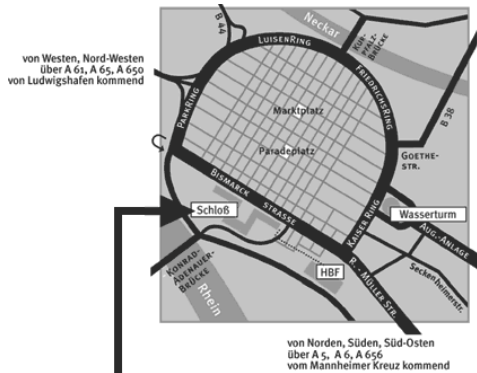 B 44
Neckar
LuisenRing
Kur-
pfalz-
Brücke
von Westen, Nord-Westen
über A 61, A 65, A 650
von Ludwigshafen kommend
FriedrichsRing
ParkRing
Marktplatz
B 38
Paradeplatz
Goethe-
str.
Bismarck
strasse
Schloß
Kaiser Ring
Wasserturm
Aug.-Anlage
Konrad-
Adenauer-
Brücke
HBF
Seckenheimerstr.
Rhein
R.- Müller Str.
von Norden, Süden, Süd-Osten
über A 5, A 6, A 656
vom Mannheimer Kreuz kommend